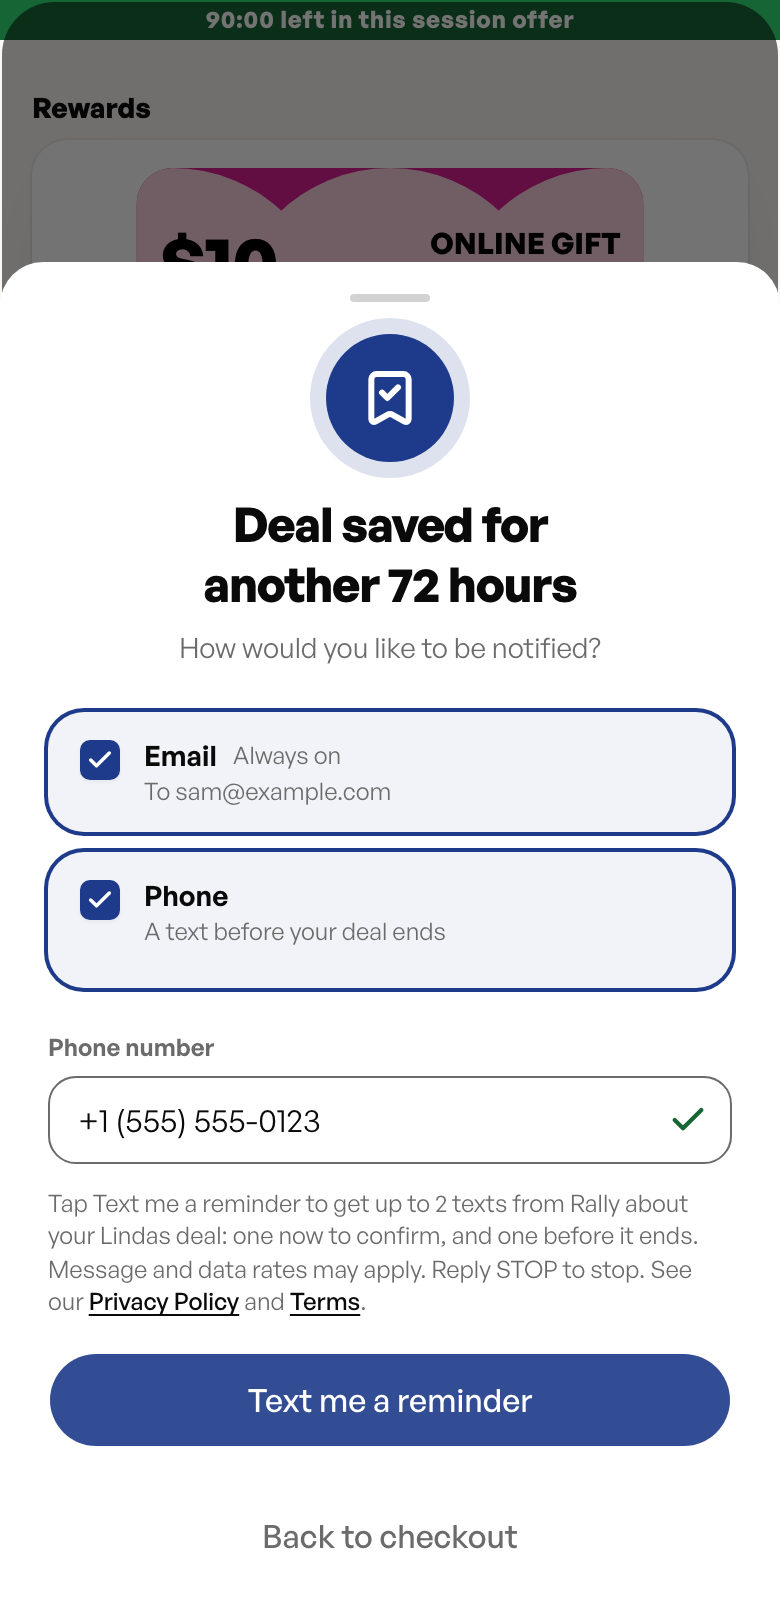 90:00 left in this session offer
Rewards
$10
ONLINE GIFT
Deal saved for
another 72 hours
How would you like to be notified?
Email Always on
To sam@example.com
Phone
A text before your deal ends
Phone number
+1 (555) 555-0123
Tap Text me a reminder to get up to 2 texts from Rally about
your Lindas deal: one now to confirm, and one before it ends.
Message and data rates may apply. Reply STOP to stop. See
our Privacy Policy and Terms.
Text me a reminder
Back to checkout